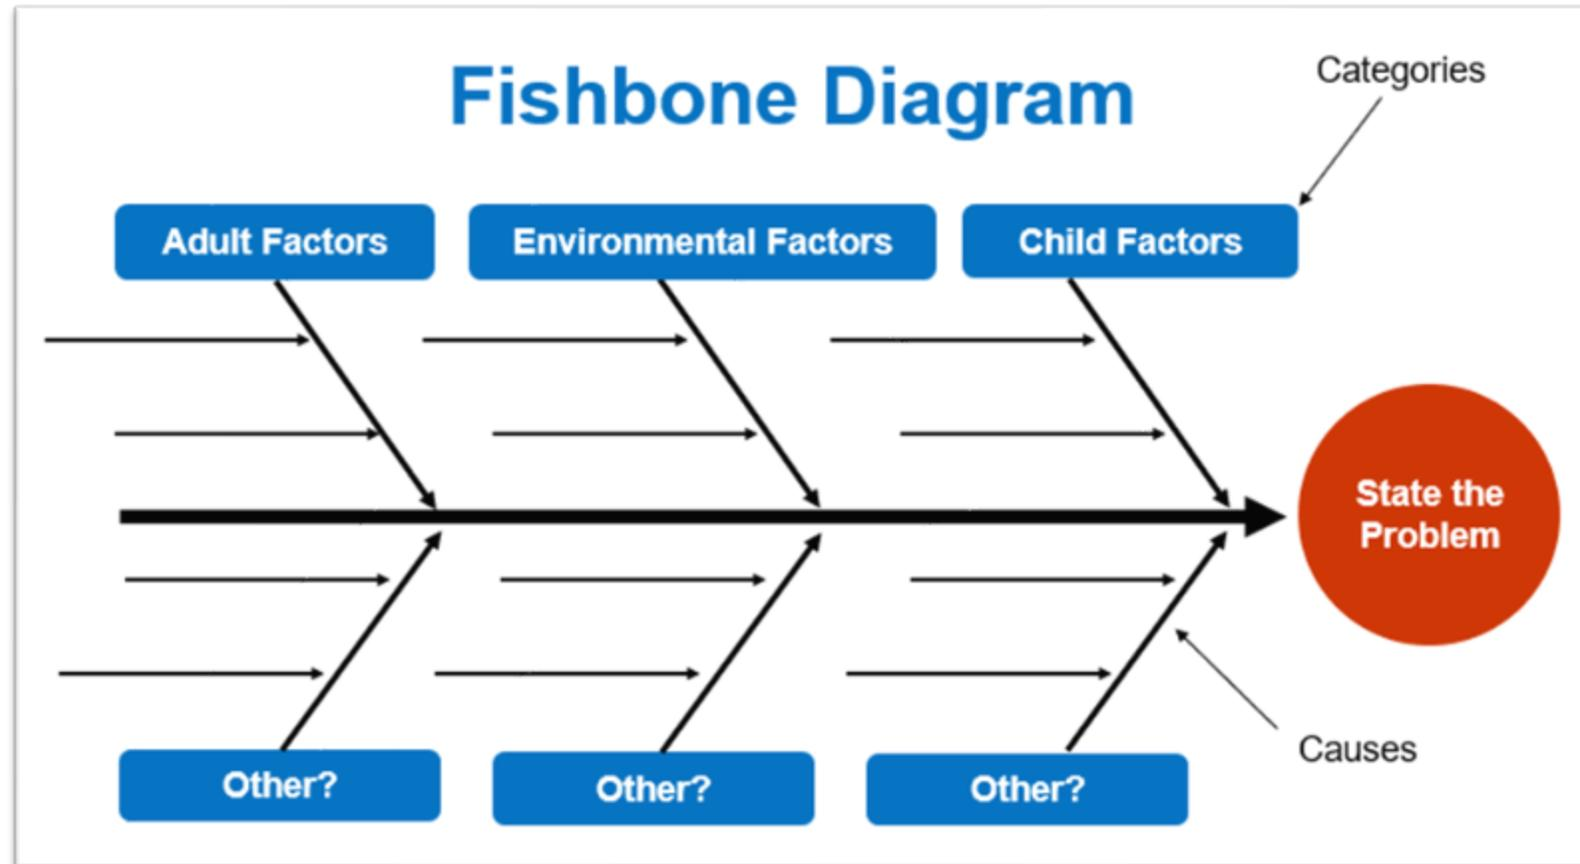 Fishbone Diagram
Categories
Adult Factors
Environmental Factors
Child Factors
State the
Problem
Causes
Other?
Other?
Other?